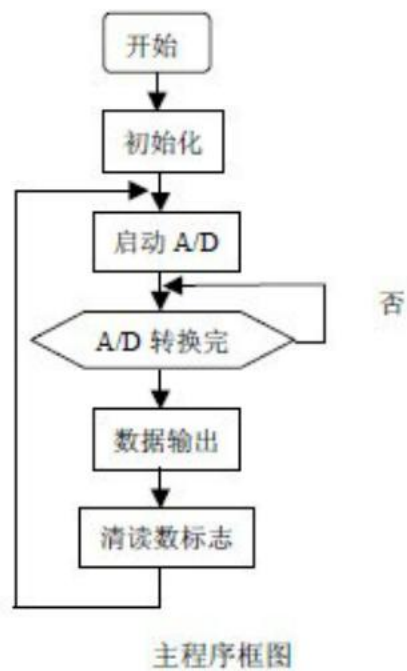 开始
初始化
启动 A/D
A/D 转换完
否
数据输出
清读数标志
主程序框图